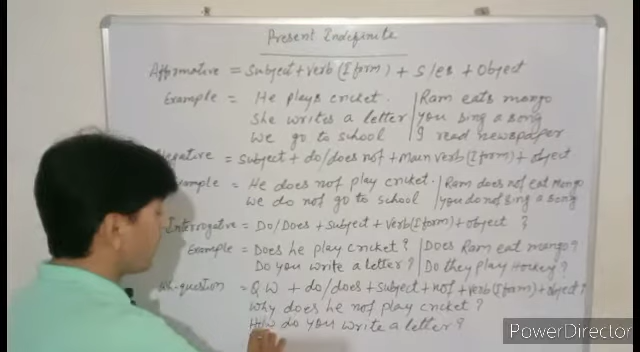 Present Indefinite
Affirmative = Subject + verb (I form) + s/es + Object
Example = He plays cricket. | Ram eats mango
She writes a letter | you sing a song
We go to school | I read newspaper
Negative = Subject + do/does not + main verb (I form) + object
Example = He does not play cricket. | Ram does not eat mango
We do not go to school | you do not sing a song
Interrogative = Do/Does + subject + verb (I form) + object ?
Example = Does he play cricket? | Does Ram eat mango?
Do you write a letter? | Do they play Hockey?
question = Q W + do/does + subject + not + verb (I form) + object?
Why does he not play cricket?
How do you write a letter?
PowerDirector